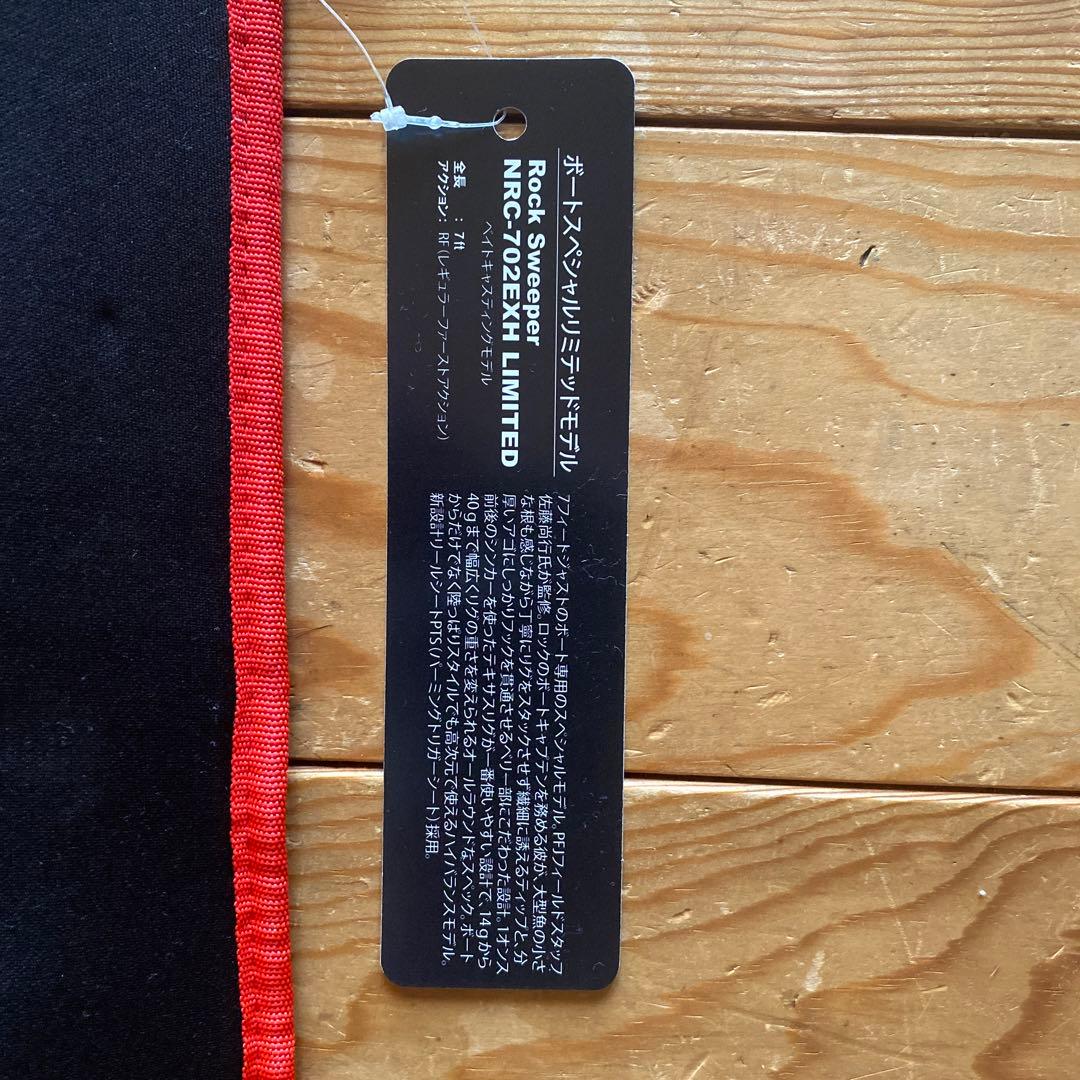 ボートスペシャルリミテッドモデル
Rock Sweeper
NRC-702EXH LIMITED
ベイトキャスティングモデル
全長　：7ft
アクション：RF（レギュラーファーストアクション）
7フィートジャストのボート専用のスペシャルモデル。PFJフィールドスタッフ
佐藤尚行氏が監修。ロックのボートキャプテンを務める彼が、大型魚の小さ
な根も感じながら丁寧にリグをスタックさせず繊細に誘えるティップと、分
厚いアゴにしっかりフックを貫通させるベリー部にこだわった設計。1オンス
前後のシンカーを使ったテキサスリグが一番使いやすい設計で、14gから
40gまで幅広くリグの重さを変えられるオールラウンドなスペック。ボート
からだけでなく陸っぱりスタイルでも高次元で使えるハイバランスモデル。
新設計リールシートPTS（パーミングトリガーシート）採用。